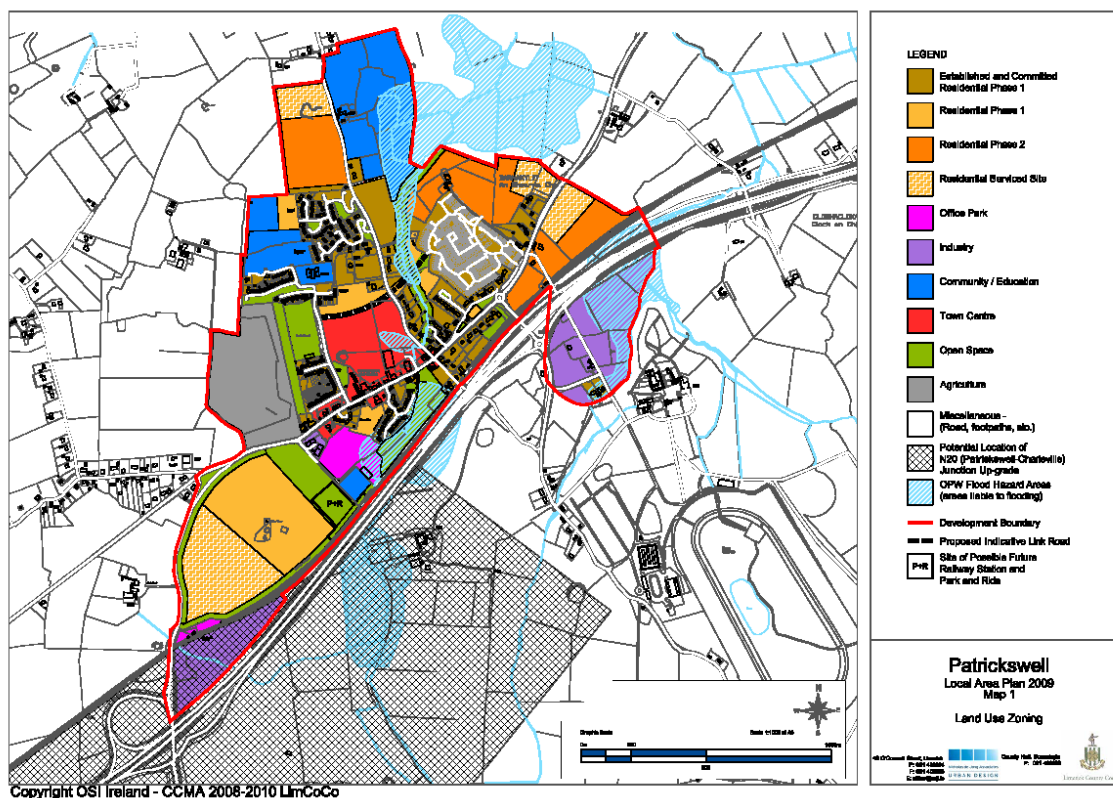 LEGEND
Established and Committed
Residential Phase 1
Residential Phase 1
Residential Phase 2
Residential Serviced Site
Office Park
Industry
Community / Education
Town Centre
Open Space
Agriculture
Miscellaneous -
(Road, footpaths, etc.)
Potential Location of
N20 (Patrickswell-Charleville)
Junction Up-grade
OPW Flood Hazard Areas
(areas liable to flooding)
Development Boundary
Proposed Indicative Link Road
P+R
Site of Possible Future
Railway Station and
Park and Ride
P+R
N
S
Graphic Scale
Patrickswell
Local Area Plan 2009
Map 1
Land Use Zoning
URBAN DESIGN
Copyright OSI Ireland - CCMA 2008-2010 LimCoCo